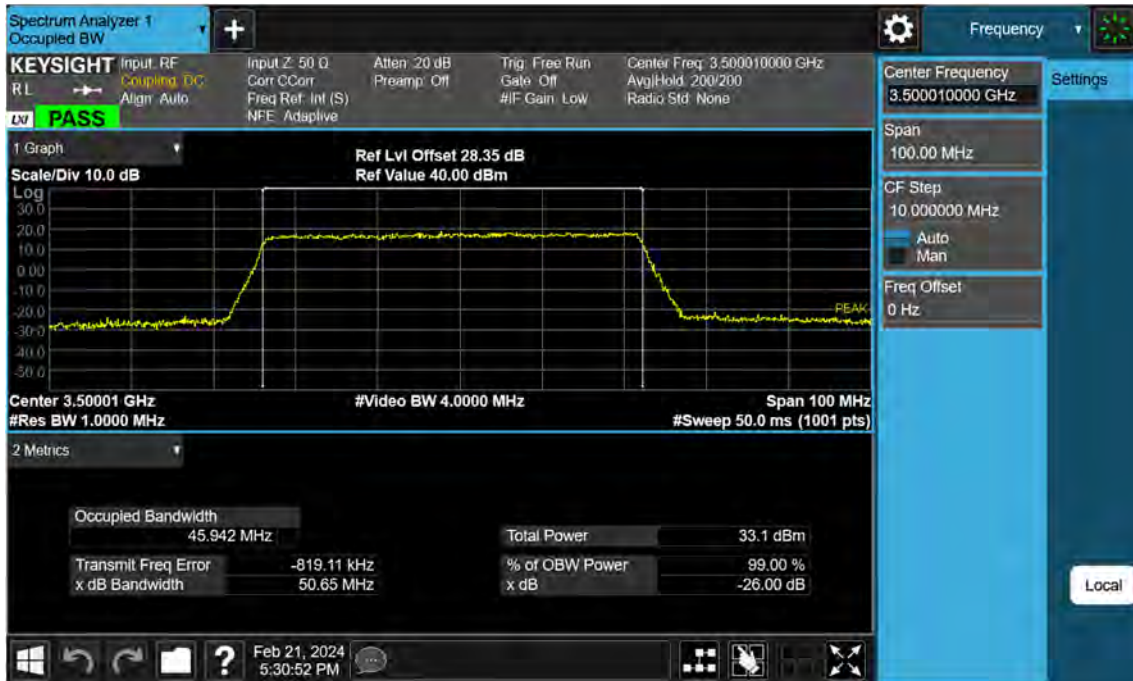 Spectrum Analyzer 1
Occupied BW
+
Frequency
KEYSIGHT
RL
LXI
PASS
Input: RF
Coupling: DC
Align: Auto
Input Z: 50 Ω
Corr CCorr
Freq Ref: Int (S)
NFE: Adaptive
Atten: 20 dB
Preamp: Off
Trig: Free Run
Gate: Off
#IF Gain: Low
Center Freq: 3.500010000 GHz
Avg|Hold: 200/200
Radio Std: None
Center Frequency
3.500010000 GHz
Settings
Span
100.00 MHz
CF Step
10.000000 MHz
Auto
Man
Freq Offset
0 Hz
1 Graph
Scale/Div 10.0 dB
Ref Lvl Offset 28.35 dB
Ref Value 40.00 dBm
Log
30.0
20.0
10.0
0.00
-10.0
-20.0
-30.0
-40.0
-50.0
PEAK
Center 3.50001 GHz
#Video BW 4.0000 MHz
Span 100 MHz
#Res BW 1.0000 MHz
#Sweep 50.0 ms (1001 pts)
2 Metrics
Occupied Bandwidth
45.942 MHz
Transmit Freq Error -819.11 kHz
x dB Bandwidth 50.65 MHz
Total Power 33.1 dBm
% of OBW Power 99.00 %
x dB -26.00 dB
Local
?
Feb 21, 2024
5:30:52 PM